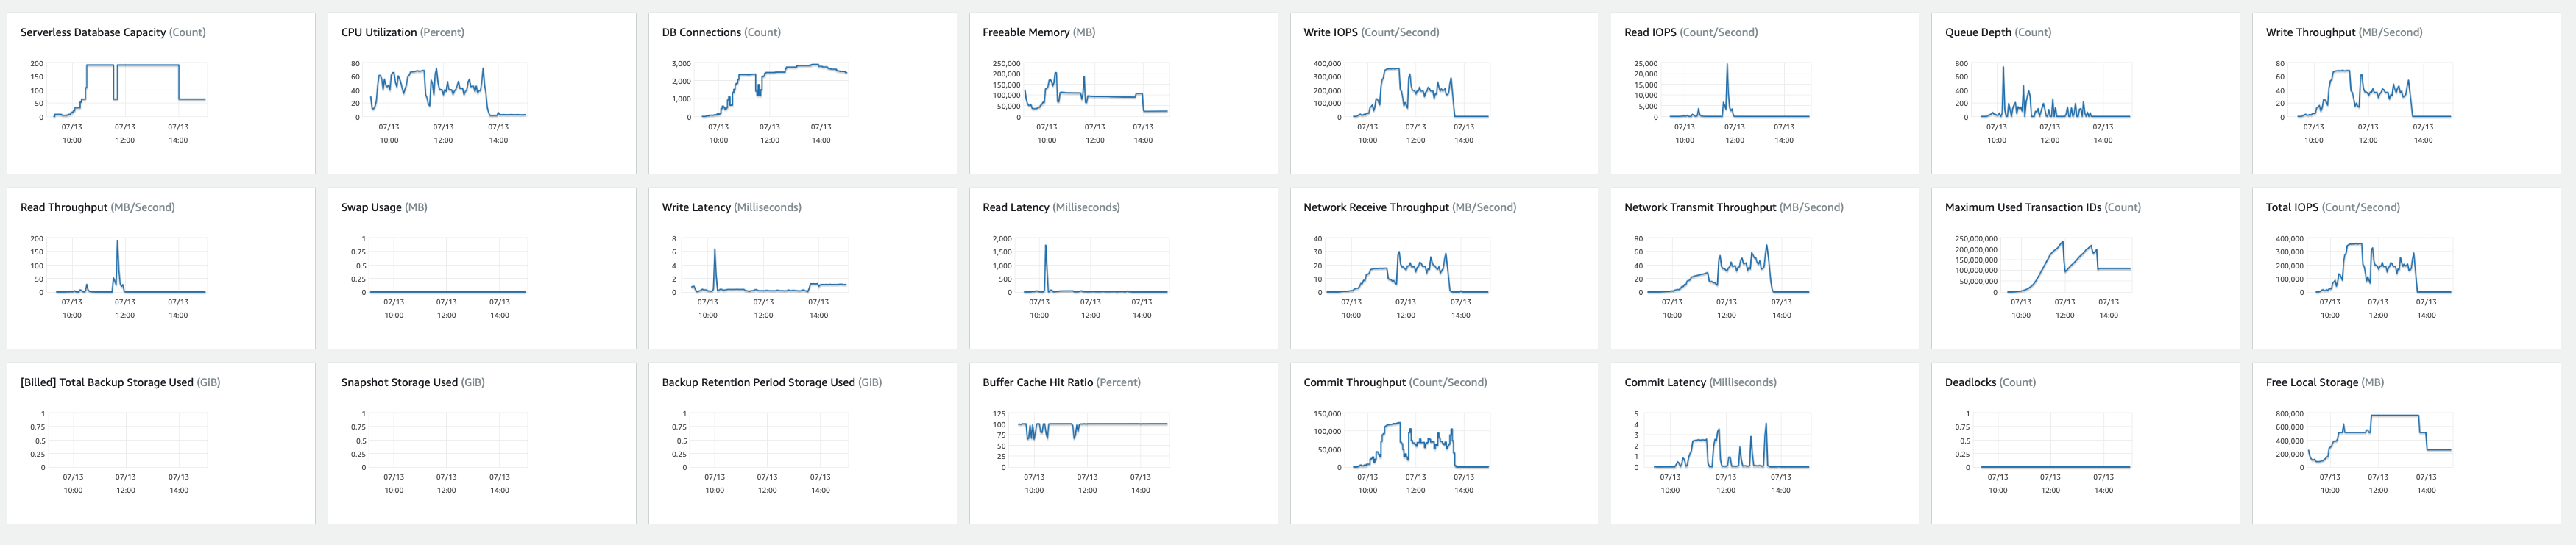 Serverless Database Capacity (Count)
200
150
100
50
0
07/13 07/13 07/13
10:00 12:00 14:00
CPU Utilization (Percent)
80
60
40
20
0
07/13 07/13 07/13
10:00 12:00 14:00
DB Connections (Count)
3,000
2,000
1,000
0
07/13 07/13 07/13
10:00 12:00 14:00
Freeable Memory (MB)
250,000
200,000
150,000
100,000
50,000
0
07/13 07/13 07/13
10:00 12:00 14:00
Write IOPS (Count/Second)
400,000
300,000
200,000
100,000
0
07/13 07/13 07/13
10:00 12:00 14:00
Read IOPS (Count/Second)
25,000
20,000
15,000
10,000
5,000
0
07/13 07/13 07/13
10:00 12:00 14:00
Queue Depth (Count)
800
600
400
200
0
07/13 07/13 07/13
10:00 12:00 14:00
Write Throughput (MB/Second)
80
60
40
20
0
07/13 07/13 07/13
10:00 12:00 14:00
Read Throughput (MB/Second)
200
150
100
50
0
07/13 07/13 07/13
10:00 12:00 14:00
Swap Usage (MB)
1
0.75
0.5
0.25
0
07/13 07/13 07/13
10:00 12:00 14:00
Write Latency (Milliseconds)
8
6
4
2
0
07/13 07/13 07/13
10:00 12:00 14:00
Read Latency (Milliseconds)
2,000
1,500
1,000
500
0
07/13 07/13 07/13
10:00 12:00 14:00
Network Receive Throughput (MB/Second)
40
30
20
10
0
07/13 07/13 07/13
10:00 12:00 14:00
Network Transmit Throughput (MB/Second)
80
60
40
20
0
07/13 07/13 07/13
10:00 12:00 14:00
Maximum Used Transaction IDs (Count)
250,000,000
200,000,000
150,000,000
100,000,000
50,000,000
0
07/13 07/13 07/13
10:00 12:00 14:00
Total IOPS (Count/Second)
400,000
300,000
200,000
100,000
0
07/13 07/13 07/13
10:00 12:00 14:00
[Billed] Total Backup Storage Used (GiB)
1
0.75
0.5
0.25
0
07/13 07/13 07/13
10:00 12:00 14:00
Snapshot Storage Used (GiB)
1
0.75
0.5
0.25
0
07/13 07/13 07/13
10:00 12:00 14:00
Backup Retention Period Storage Used (GiB)
1
0.75
0.5
0.25
0
07/13 07/13 07/13
10:00 12:00 14:00
Buffer Cache Hit Ratio (Percent)
125
100
75
50
25
0
07/13 07/13 07/13
10:00 12:00 14:00
Commit Throughput (Count/Second)
150,000
100,000
50,000
0
07/13 07/13 07/13
10:00 12:00 14:00
Commit Latency (Milliseconds)
5
4
3
2
1
0
07/13 07/13 07/13
10:00 12:00 14:00
Deadlocks (Count)
1
0.75
0.5
0.25
0
07/13 07/13 07/13
10:00 12:00 14:00
Free Local Storage (MB)
800,000
600,000
400,000
200,000
0
07/13 07/13 07/13
10:00 12:00 14:00